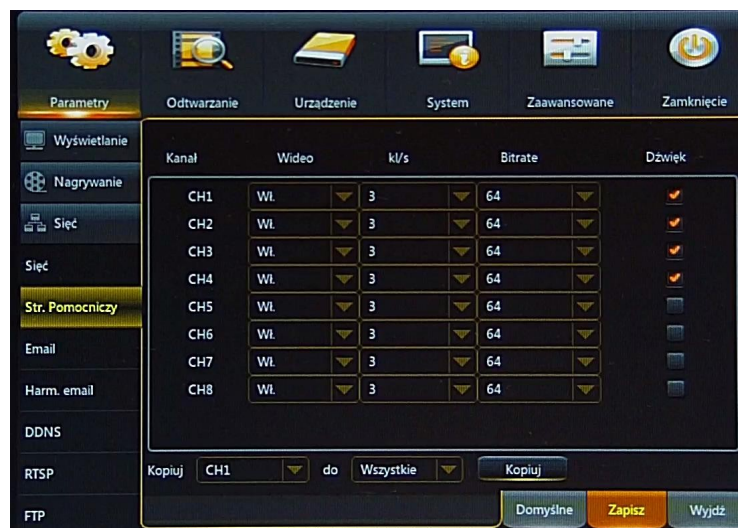 Parametry Odtwarzanie Urządzenie System Zaawansowane Zamknięcie
Wyświetlanie
Nagrywanie
Sięć
Sięć
Str. Pomocniczy
Email
Harm. email
DDNS
RTSP
FTP
Kanał Wideo kl/s Bitrate Dźwięk
CH1 Wł. 3 64
CH2 Wł. 3 64
CH3 Wł. 3 64
CH4 Wł. 3 64
CH5 Wł. 3 64
CH6 Wł. 3 64
CH7 Wł. 3 64
CH8 Wł. 3 64
Kopiuj CH1 do Wszystkie Kopiuj
Domyślne Zapisz Wyjdź